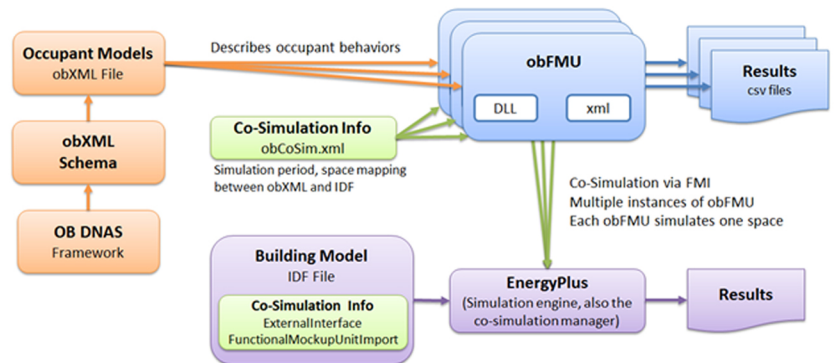 Occupant Models
obXML File
Describes occupant behaviors
obFMU
DLL
xml
Results
csv files
obXML
Schema
Co-Simulation Info
obCoSim.xml
Simulation period, space mapping
between obXML and IDF
OB DNAS
Framework
Co-Simulation via FMI
Multiple instances of obFMU
Each obFMU simulates one space
Building Model
IDF File
Co-Simulation Info
ExternalInterface
FunctionalMockupUnitImport
EnergyPlus
(Simulation engine, also the
co-simulation manager)
Results